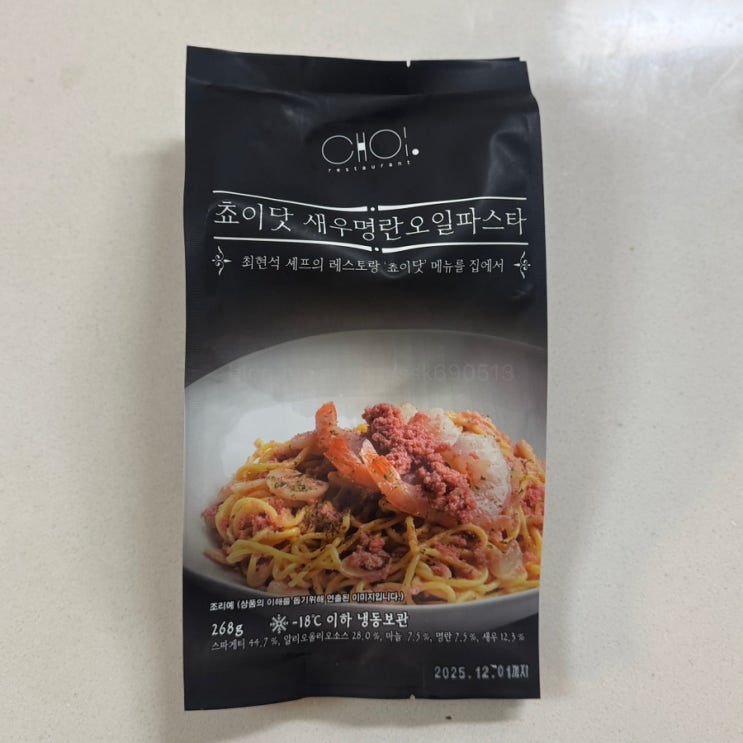 CHOI.
restaurant
쵸이닷 새우명란오일파스타
최현석 셰프의 레스토랑 '쵸이닷' 메뉴를 집에서
조리예 (상품의 이해를 돕기위해 연출된 이미지입니다.)
268g -18℃ 이하 냉동보관
스파게티 44.7 %, 알리오올리오소스 28.0 %, 마늘 7.5 %, 명란 7.5 %, 새우 12.3 %
2025.12.01까지